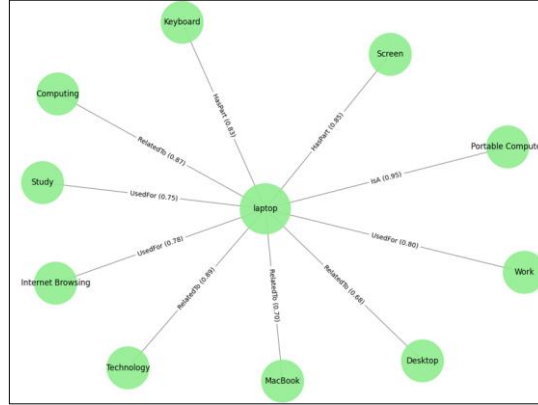 Keyboard
Screen
Computing
HasPart (0.83)
HasPart (0.85)
Portable Compute
RelatedTo (0.87)
IsA (0.95)
Study
UsedFor (0.75)
laptop
UsedFor (0.78)
UsedFor (0.80)
Internet Browsing
Work
RelatedTo (0.89)
RelatedTo (0.70)
RelatedTo (0.68)
Technology
Desktop
MacBook